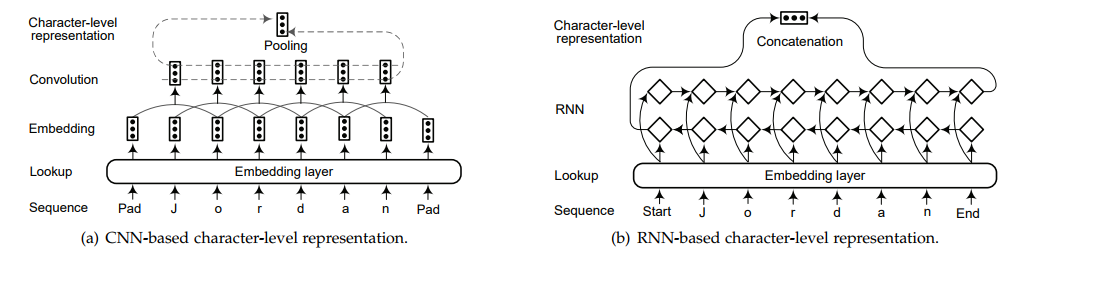 Character-level
representation
Pooling
Convolution
Embedding
Lookup
Embedding layer
Sequence
Pad J o r d a n Pad
(a) CNN-based character-level representation.
Character-level
representation
Concatenation
RNN
Lookup
Embedding layer
Sequence
Start J o r d a n End
(b) RNN-based character-level representation.